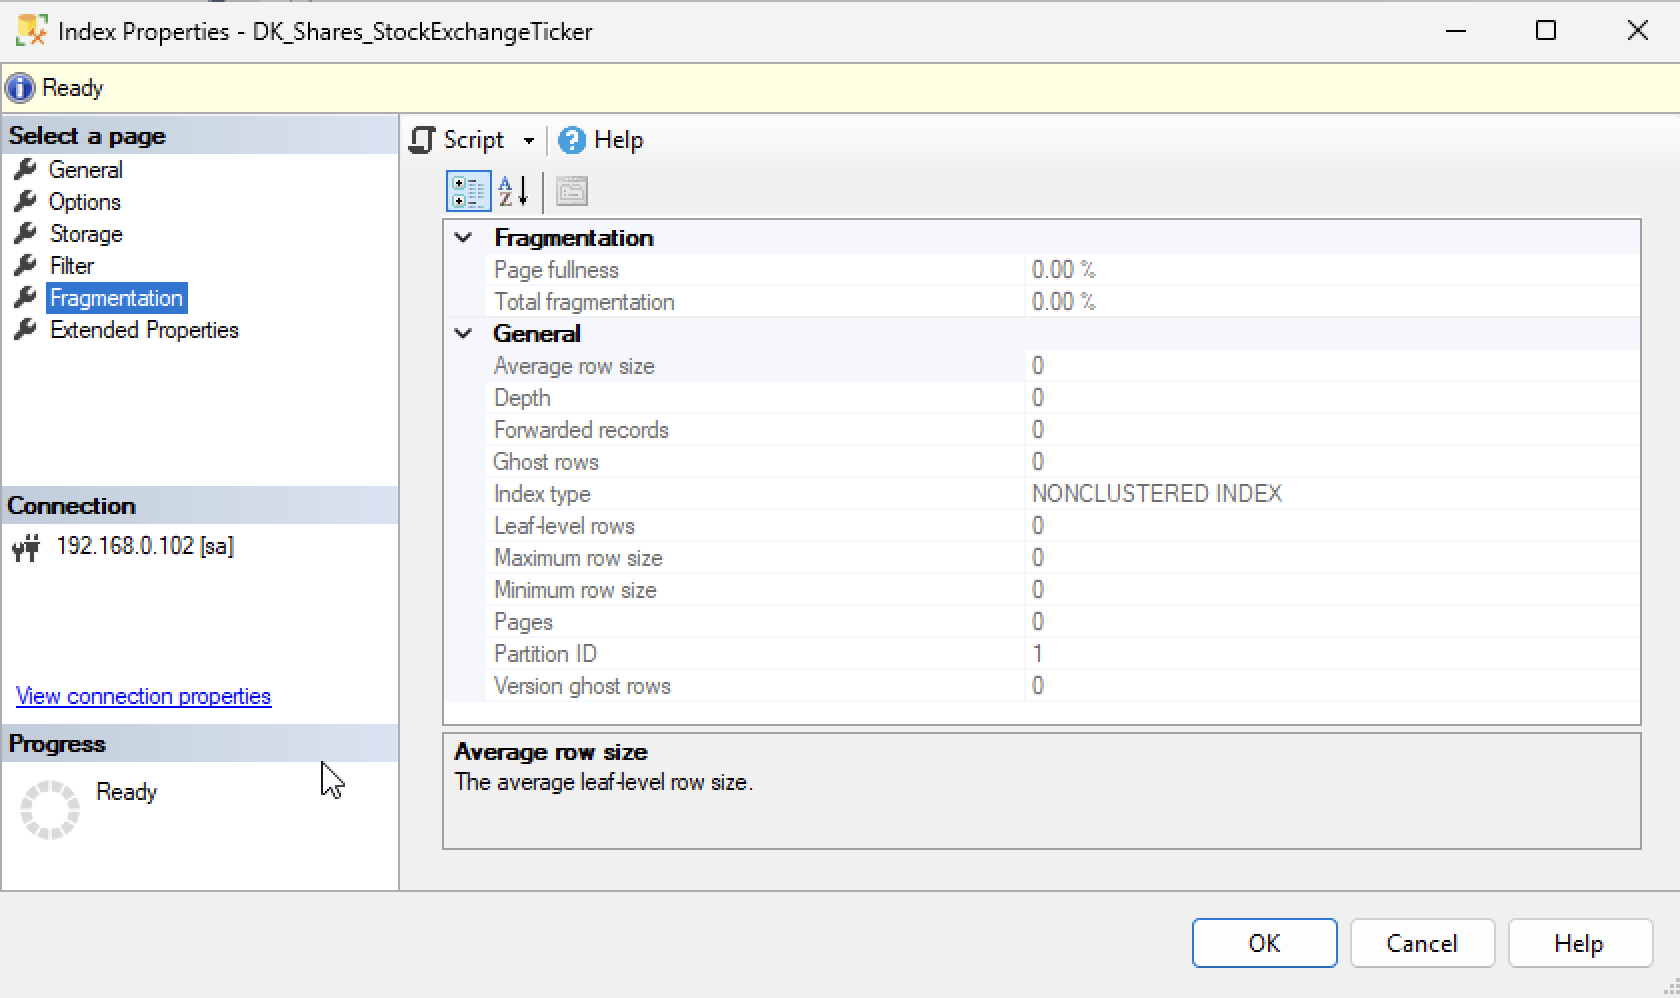 Index Properties - DK_Shares_StockExchangeTicker
Ready
Select a page
General
Options
Storage
Filter
Fragmentation
Extended Properties
Connection
192.168.0.102 [sa]
View connection properties
Progress
Ready
Script
Help
Fragmentation
Page fullness 0.00 %
Total fragmentation 0.00 %
General
Average row size 0
Depth 0
Forwarded records 0
Ghost rows 0
Index type NONCLUSTERED INDEX
Leaf-level rows 0
Maximum row size 0
Minimum row size 0
Pages 0
Partition ID 1
Version ghost rows 0
Average row size
The average leaf-level row size.
OK Cancel Help